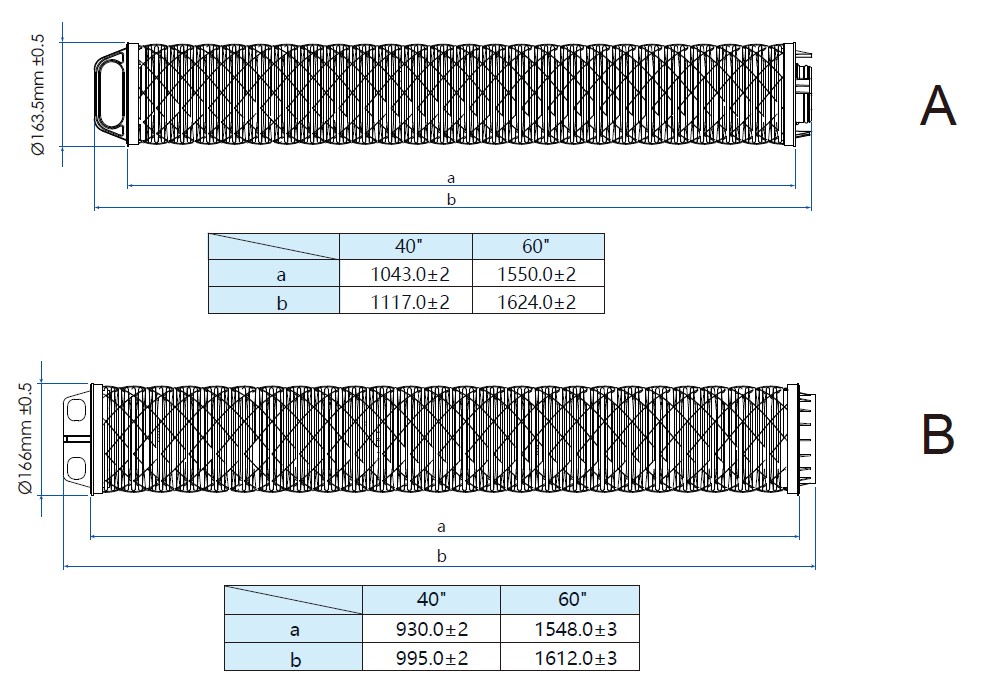 Ø163.5mm ±0.5
A
a
b
40" 60"
a 1043.0±2 1550.0±2
b 1117.0±2 1624.0±2
Ø166mm ±0.5
B
a
b
40" 60"
a 930.0±2 1548.0±3
b 995.0±2 1612.0±3